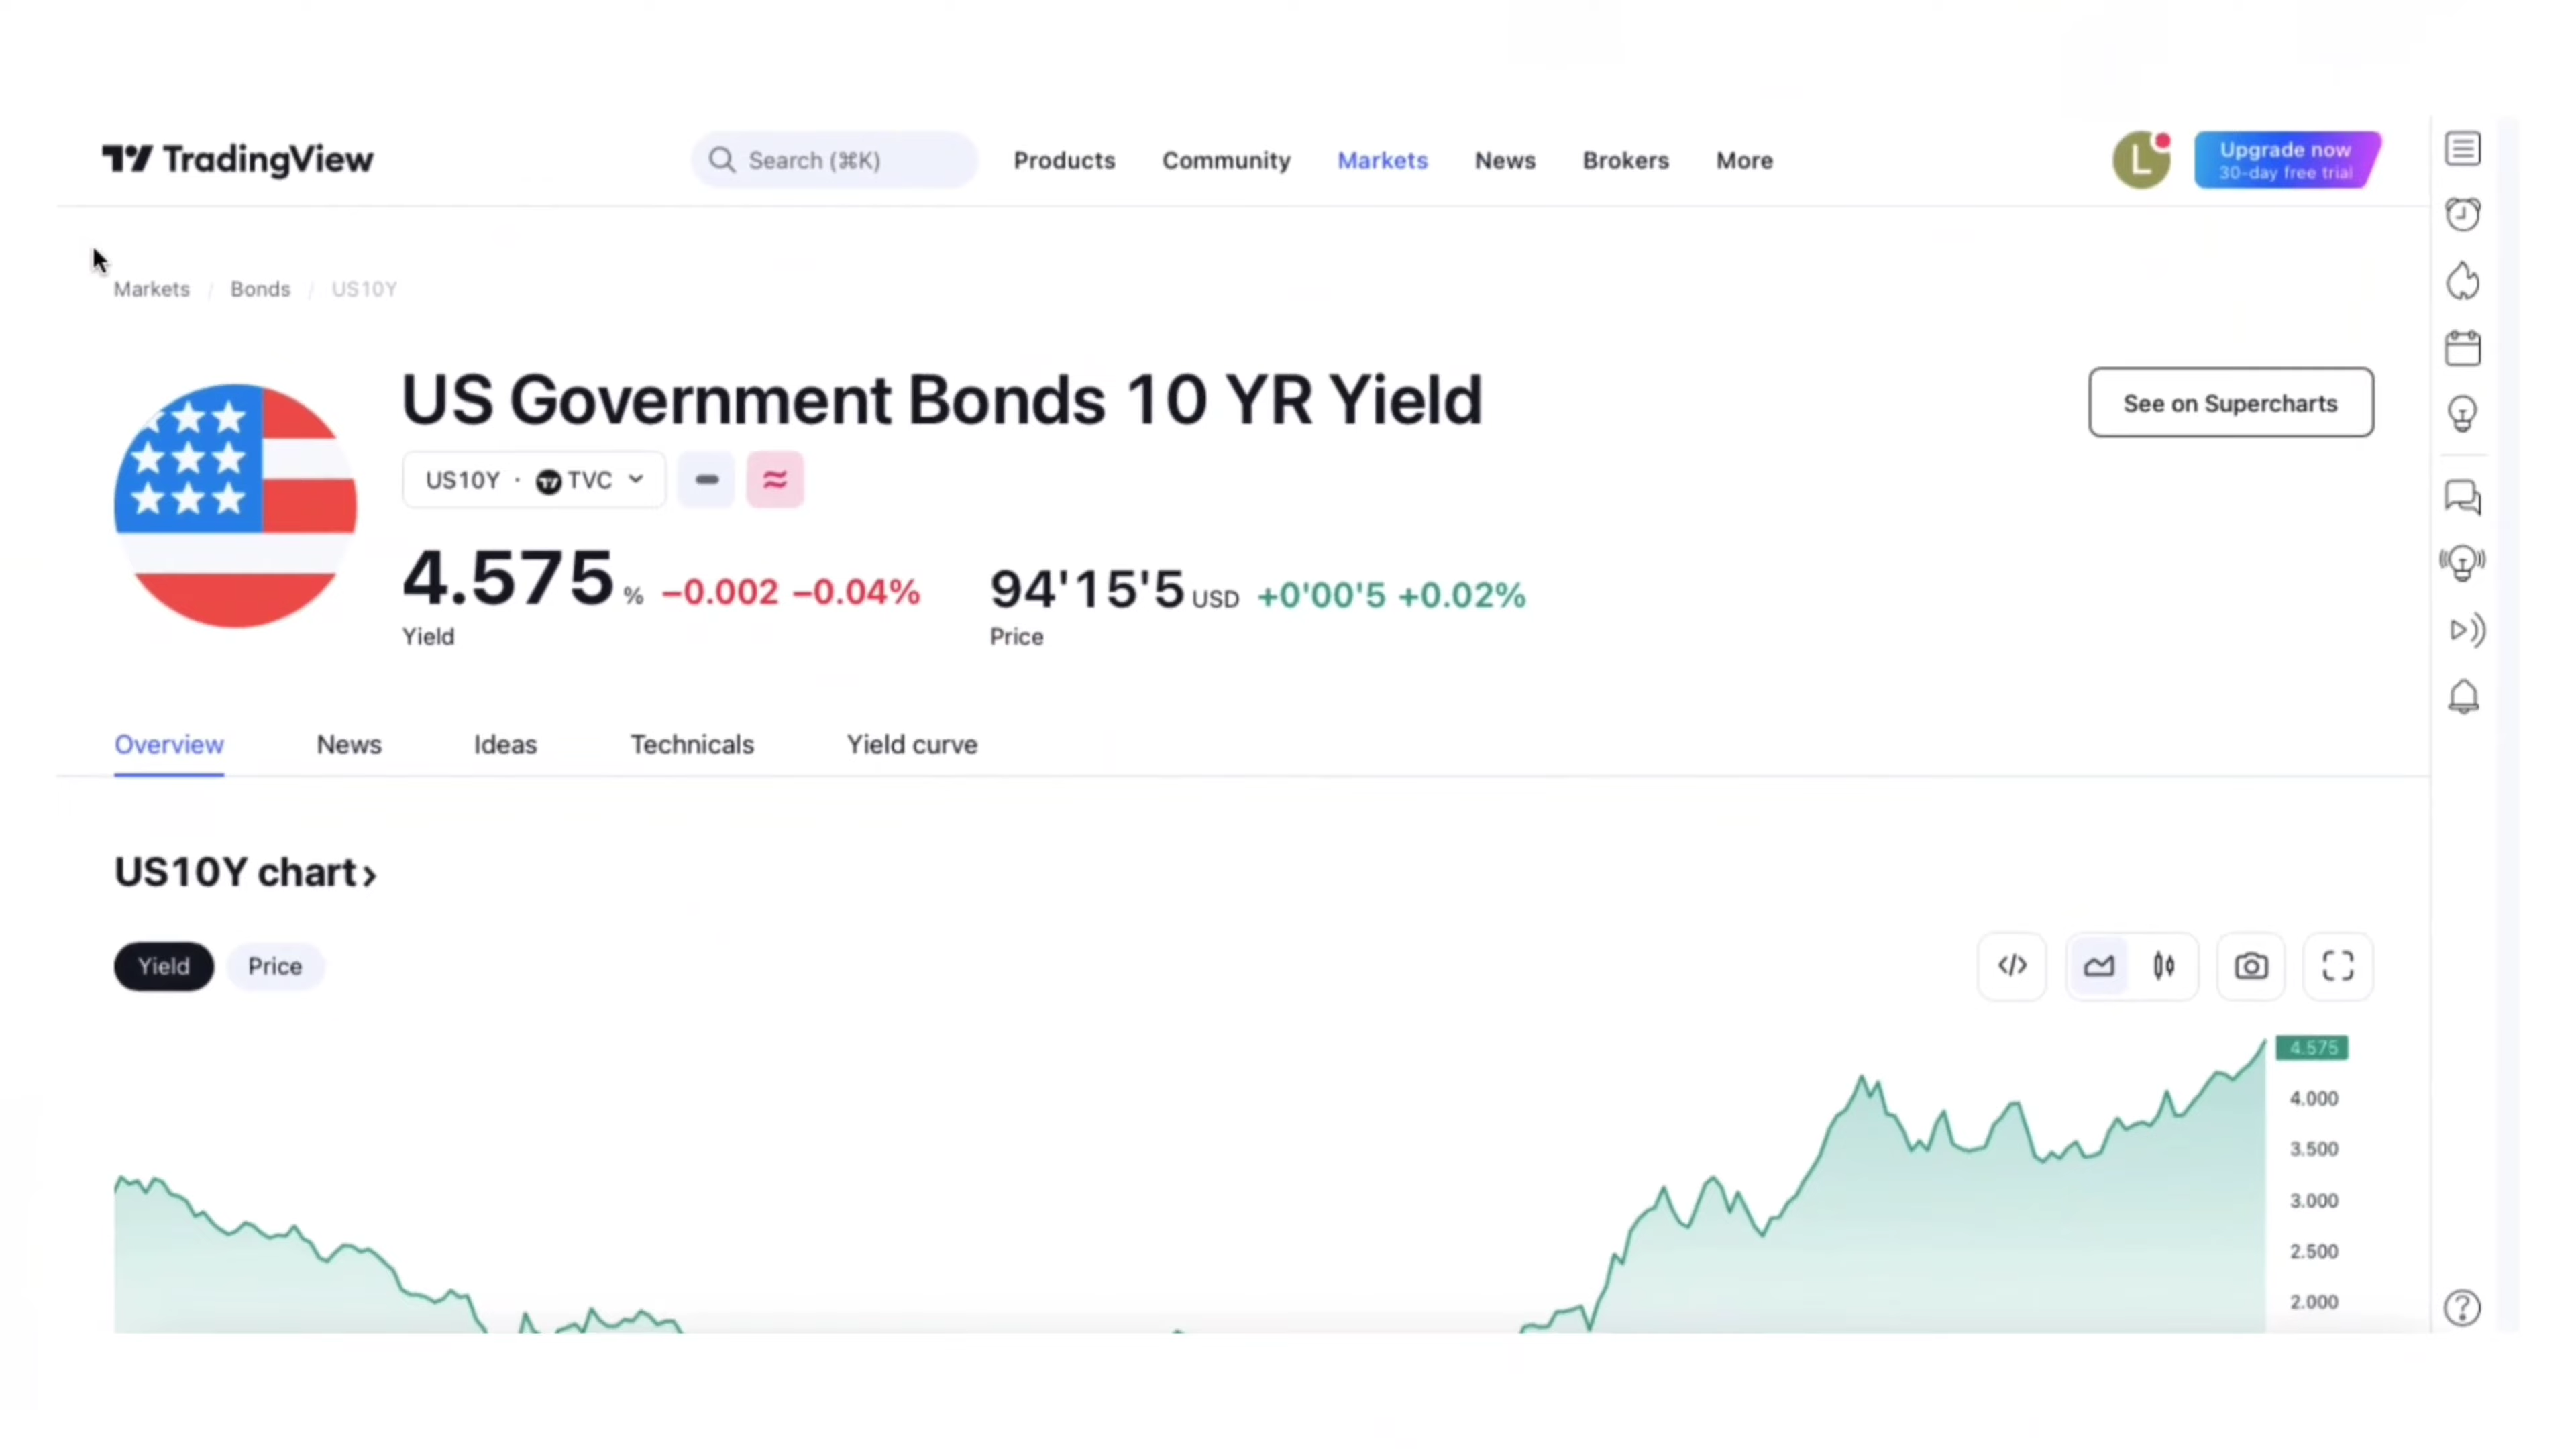 TradingView
Search (⌘K)
Products
Community
Markets
News
Brokers
More
L
Upgrade now
30-day free trial
Markets / Bonds / US10Y
US Government Bonds 10 YR Yield
See on Supercharts
US10Y · TVC
4.575 % −0.002 −0.04%
Yield
94'15'5 USD +0'00'5 +0.02%
Price
Overview
News
Ideas
Technicals
Yield curve
US10Y chart ›
Yield
Price
4.575
4.000
3.500
3.000
2.500
2.000